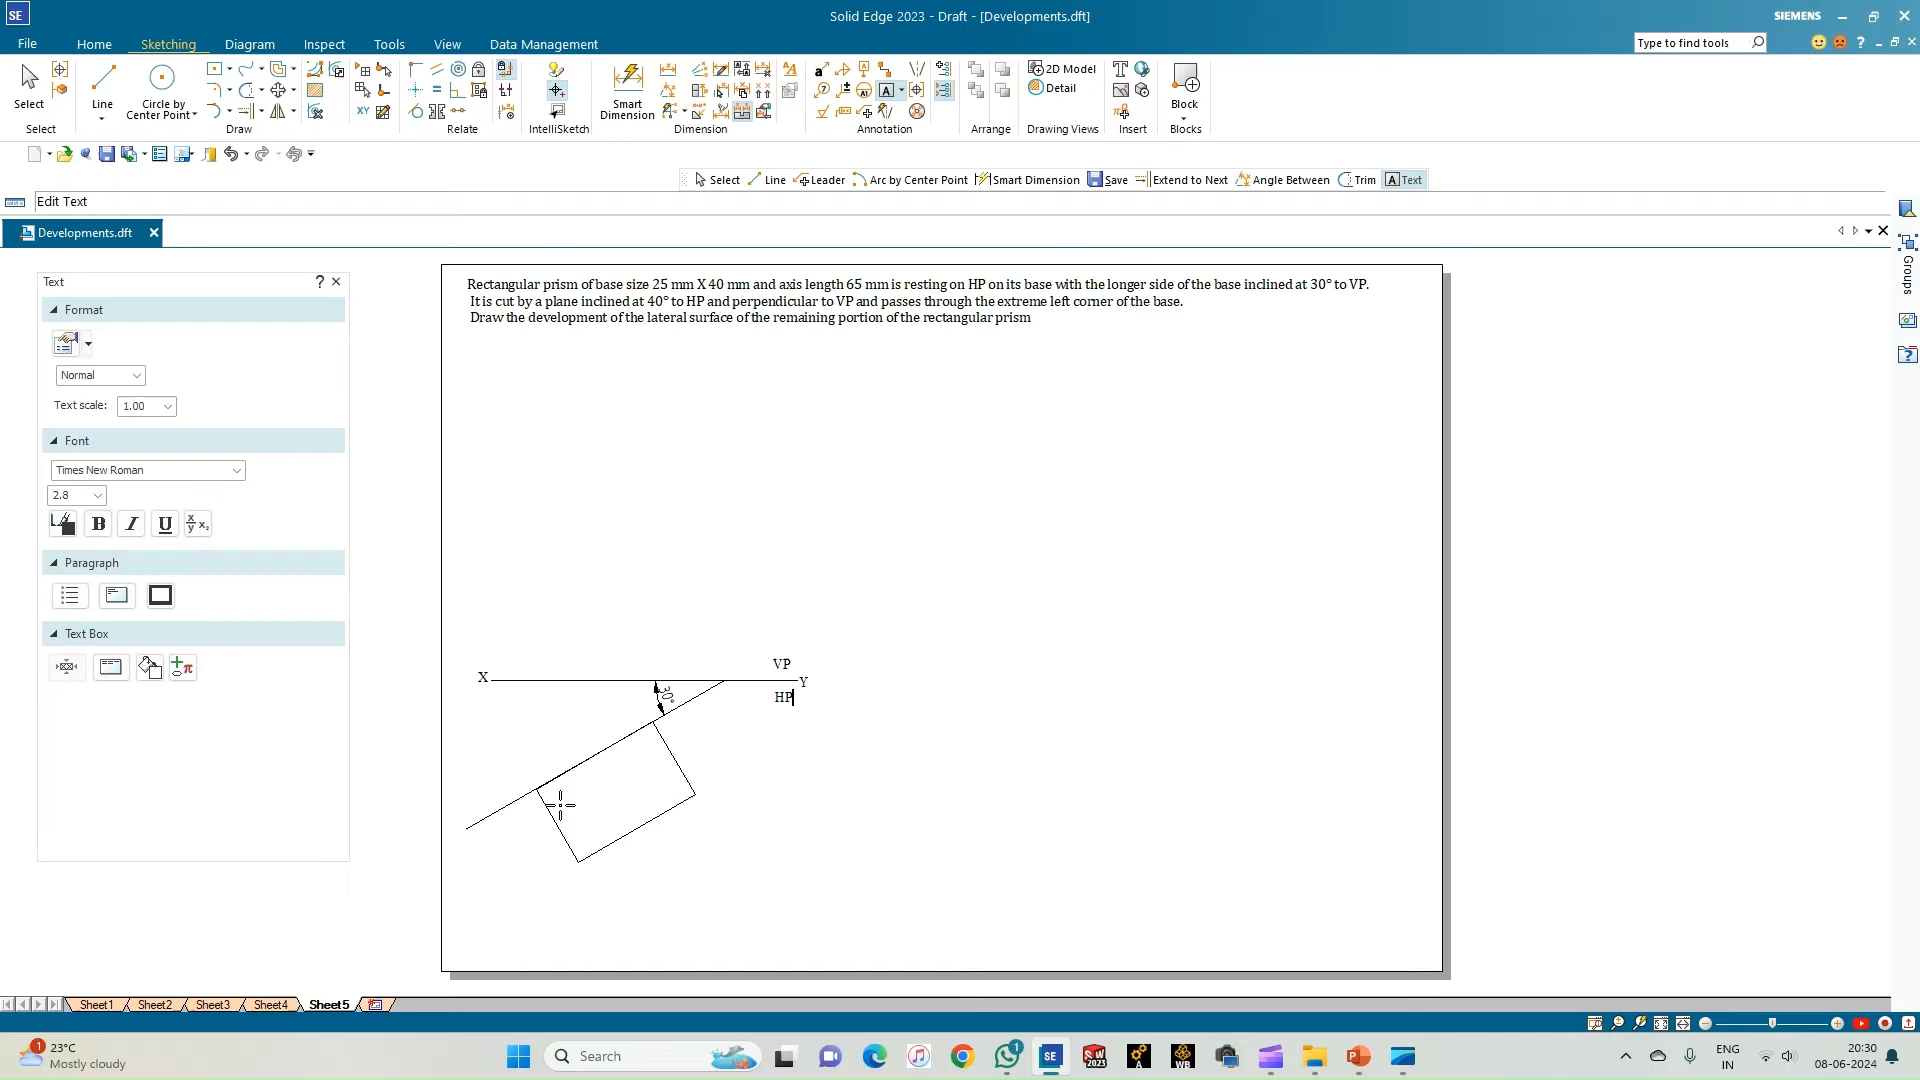 SE
Solid Edge 2023 - Draft - [Developments.dft]
SIEMENS
File Home Sketching Diagram Inspect Tools View Data Management
Type to find tools
Select
Line
Circle by
Center Point
Smart
Dimension
2D Model
Detail
Block
Select Draw Relate IntelliSketch Dimension Annotation Arrange Drawing Views Insert Blocks
Select Line Leader Arc by Center Point Smart Dimension Save Extend to Next Angle Between Trim Text
Edit Text
Developments.dft
Text
Format
Normal
Text scale: 1.00
Font
Times New Roman
2.8
B I U
Paragraph
Text Box
Groups
Rectangular prism of base size 25 mm X 40 mm and axis length 65 mm is resting on HP on its base with the longer side of the base inclined at 30° to VP.
It is cut by a plane inclined at 40° to HP and perpendicular to VP and passes through the extreme left corner of the base.
Draw the development of the lateral surface of the remaining portion of the rectangular prism
VP
X
Y
30°
HP
Sheet1 Sheet2 Sheet3 Sheet4 Sheet5
1
23°C
Mostly cloudy
Search
1
SE
2023
A
WB
ENG
IN
20:30
08-06-2024